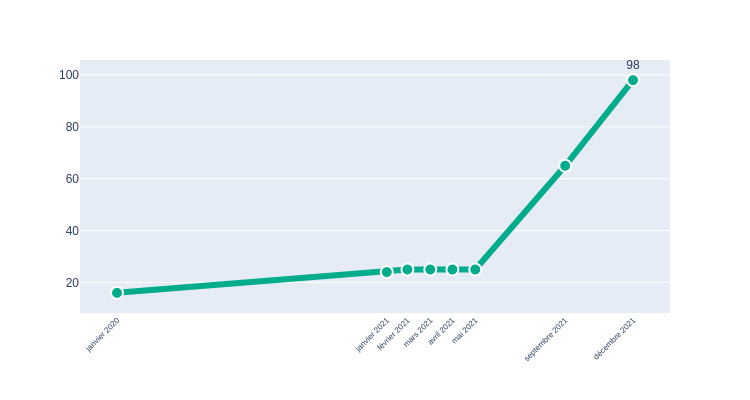 98
100
80
60
40
20
janvier 2020
janvier 2021
février 2021
mars 2021
avril 2021
mai 2021
septembre 2021
décembre 2021